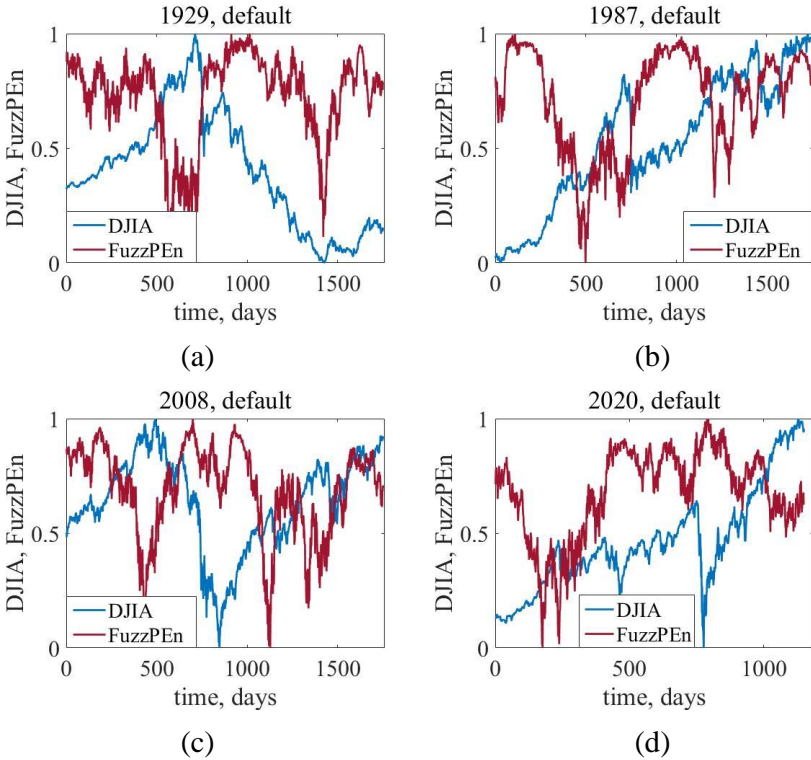 1929, default
DJIA, FuzzPEn
1
0.5
0
DJIA
FuzzPEn
0 500 1000 1500
time, days
(a)
1987, default
DJIA, FuzzPEn
1
0.5
0
DJIA
FuzzPEn
0 500 1000 1500
time, days
(b)
2008, default
DJIA, FuzzPEn
1
0.5
0
DJIA
FuzzPEn
0 500 1000 1500
time, days
(c)
2020, default
DJIA, FuzzPEn
1
0.5
0
DJIA
FuzzPEn
0 500 1000
time, days
(d)